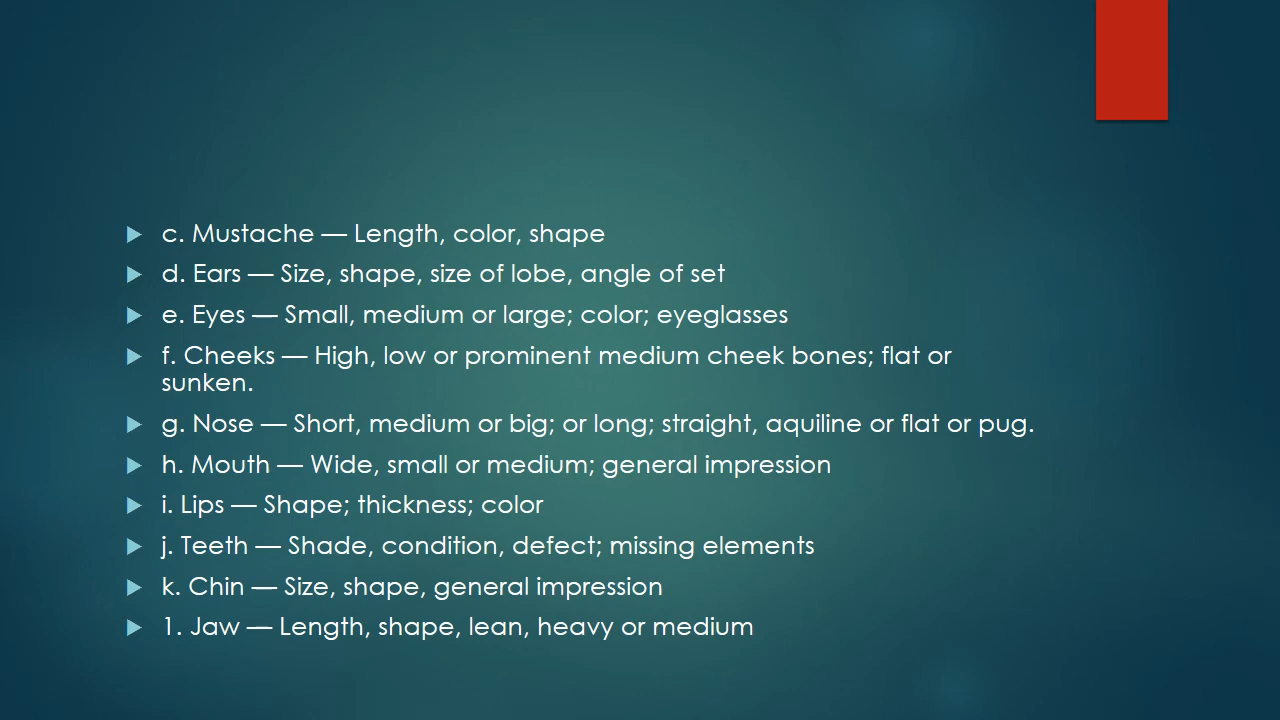 c. Mustache — Length, color, shape
d. Ears — Size, shape, size of lobe, angle of set
e. Eyes — Small, medium or large; color; eyeglasses
f. Cheeks — High, low or prominent medium cheek bones; flat or
sunken.
g. Nose — Short, medium or big; or long; straight, aquiline or flat or pug.
h. Mouth — Wide, small or medium; general impression
i. Lips — Shape; thickness; color
j. Teeth — Shade, condition, defect; missing elements
k. Chin — Size, shape, general impression
1. Jaw — Length, shape, lean, heavy or medium